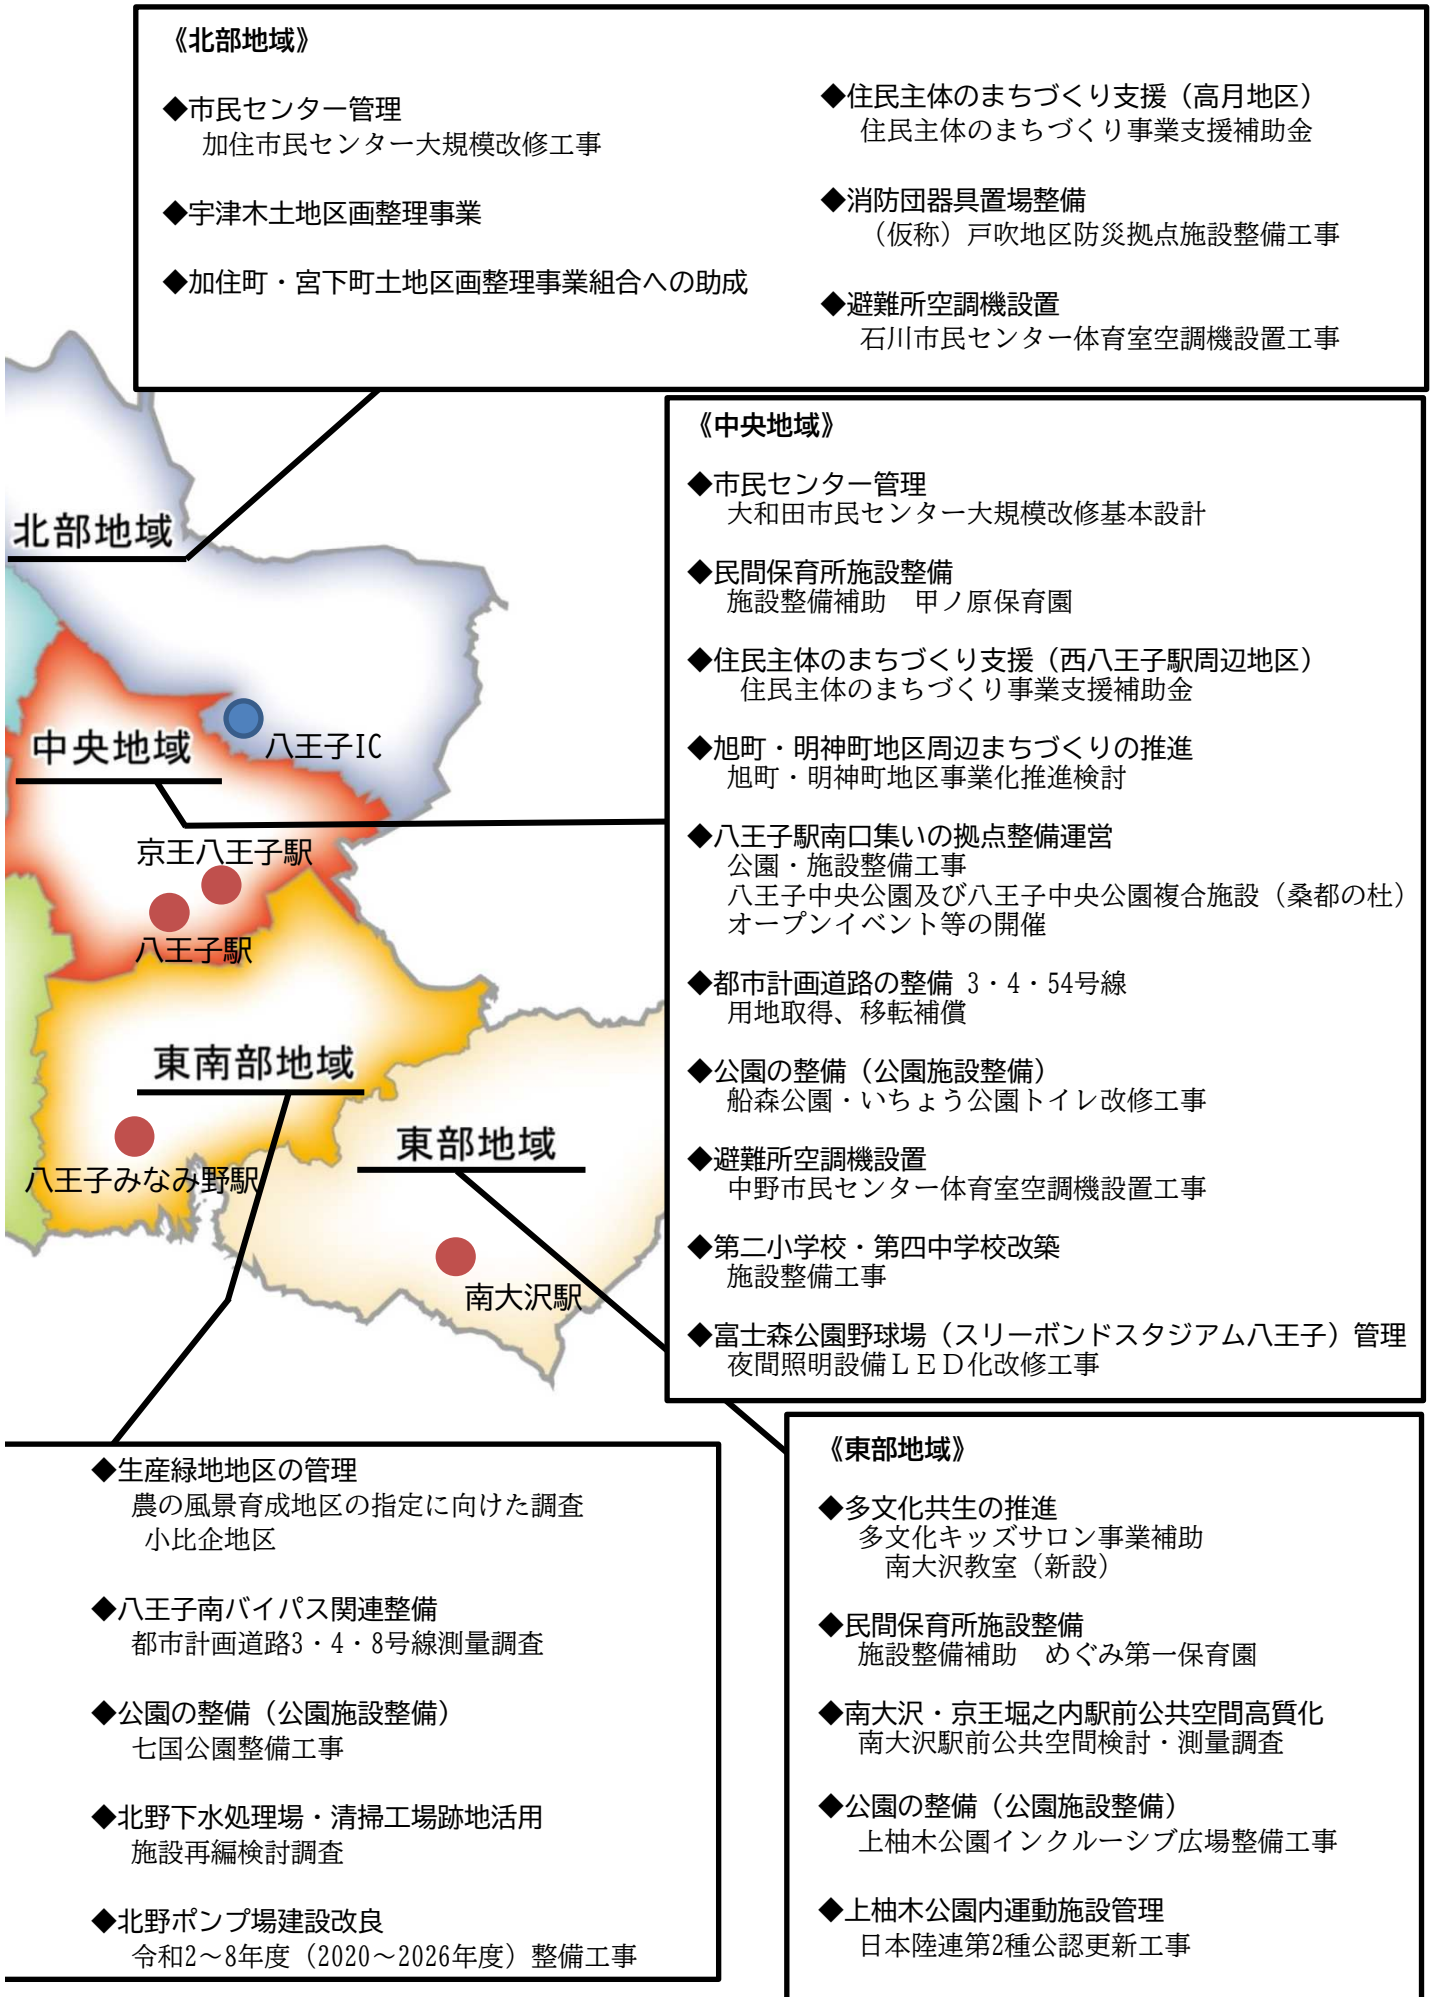 《北部地域》
◆市民センター管理
加住市民センター大規模改修工事
◆宇津木土地区画整理事業
◆加住町・宮下町土地区画整理事業組合への助成
◆住民主体のまちづくり支援（高月地区）
住民主体のまちづくり事業支援補助金
◆消防団器具置場整備
（仮称）戸吹地区防災拠点施設整備工事
◆避難所空調機設置
石川市民センター体育室空調機設置工事
北部地域
八王子IC
中央地域
京王八王子駅
八王子駅
東南部地域
八王子みなみ野駅
東部地域
南大沢駅
《中央地域》
◆市民センター管理
大和田市民センター大規模改修基本設計
◆民間保育所施設整備
施設整備補助　甲ノ原保育園
◆住民主体のまちづくり支援（西八王子駅周辺地区）
住民主体のまちづくり事業支援補助金
◆旭町・明神町地区周辺まちづくりの推進
旭町・明神町地区事業化推進検討
◆八王子駅南口集いの拠点整備運営
公園・施設整備工事
八王子中央公園及び八王子中央公園複合施設（桑都の杜）
オープンイベント等の開催
◆都市計画道路の整備 3・4・54号線
用地取得、移転補償
◆公園の整備（公園施設整備）
船森公園・いちょう公園トイレ改修工事
◆避難所空調機設置
中野市民センター体育室空調機設置工事
◆第二小学校・第四中学校改築
施設整備工事
◆富士森公園野球場（スリーボンドスタジアム八王子）管理
夜間照明設備ＬＥＤ化改修工事
◆生産緑地地区の管理
農の風景育成地区の指定に向けた調査
小比企地区
◆八王子南バイパス関連整備
都市計画道路3・4・8号線測量調査
◆公園の整備（公園施設整備）
七国公園整備工事
◆北野下水処理場・清掃工場跡地活用
施設再編検討調査
◆北野ポンプ場建設改良
令和2～8年度（2020～2026年度）整備工事
《東部地域》
◆多文化共生の推進
多文化キッズサロン事業補助
南大沢教室（新設）
◆民間保育所施設整備
施設整備補助　めぐみ第一保育園
◆南大沢・京王堀之内駅前公共空間高質化
南大沢駅前公共空間検討・測量調査
◆公園の整備（公園施設整備）
上柚木公園インクルーシブ広場整備工事
◆上柚木公園内運動施設管理
日本陸連第2種公認更新工事